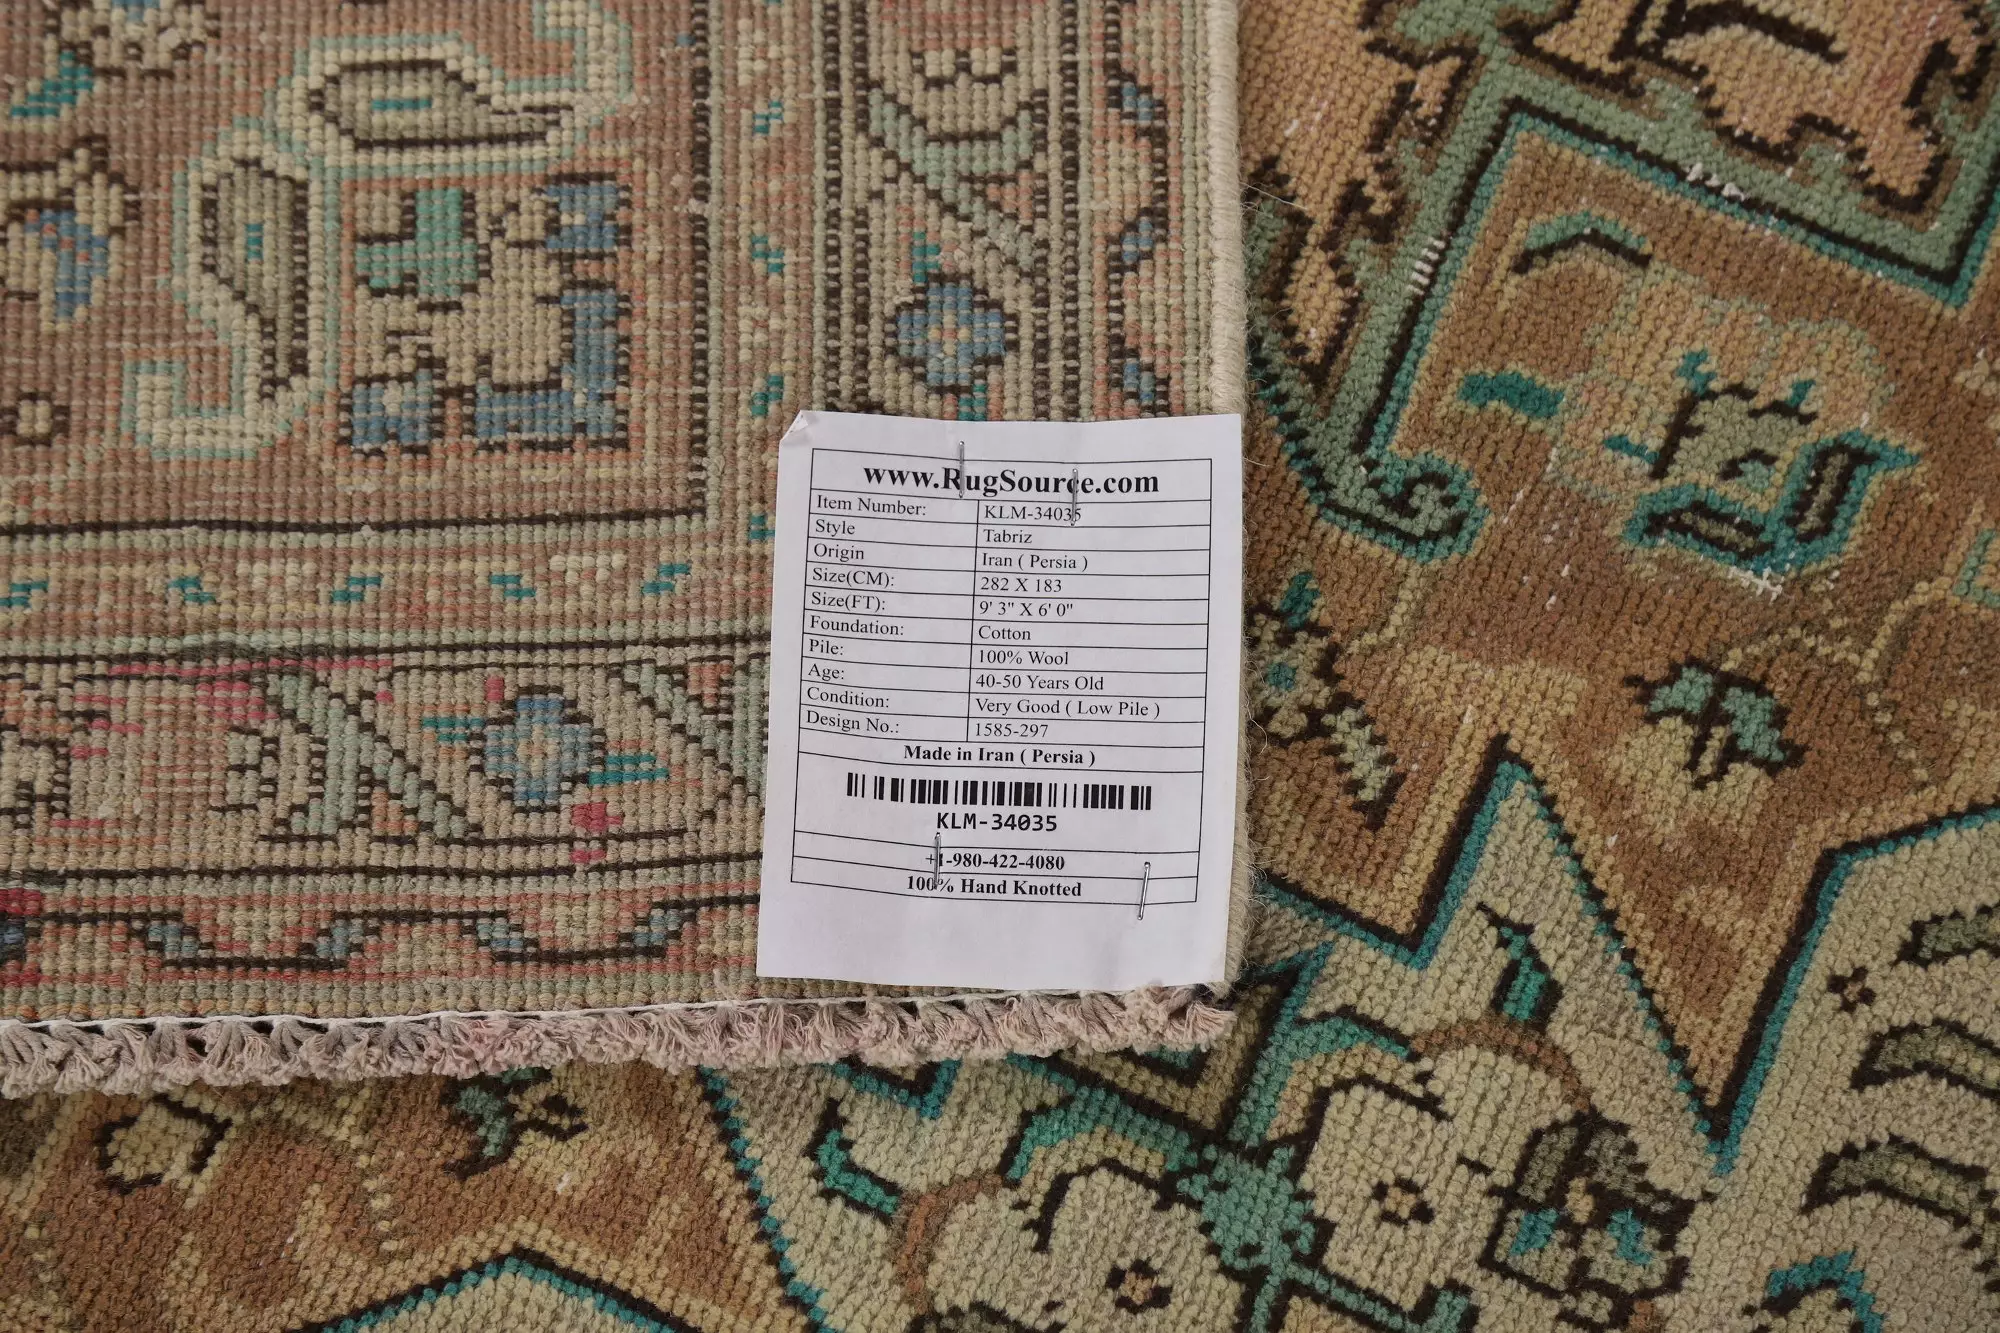 www.RugSource.com
Item Number: KLM-34035
Style Tabriz
Origin Iran ( Persia )
Size(CM): 282 X 183
Size(FT): 9' 3" X 6' 0"
Foundation: Cotton
Pile: 100% Wool
Age: 40-50 Years Old
Condition: Very Good ( Low Pile )
Design No.: 1585-297
Made in Iran ( Persia )
KLM-34035
+1-980-422-4080
100% Hand Knotted